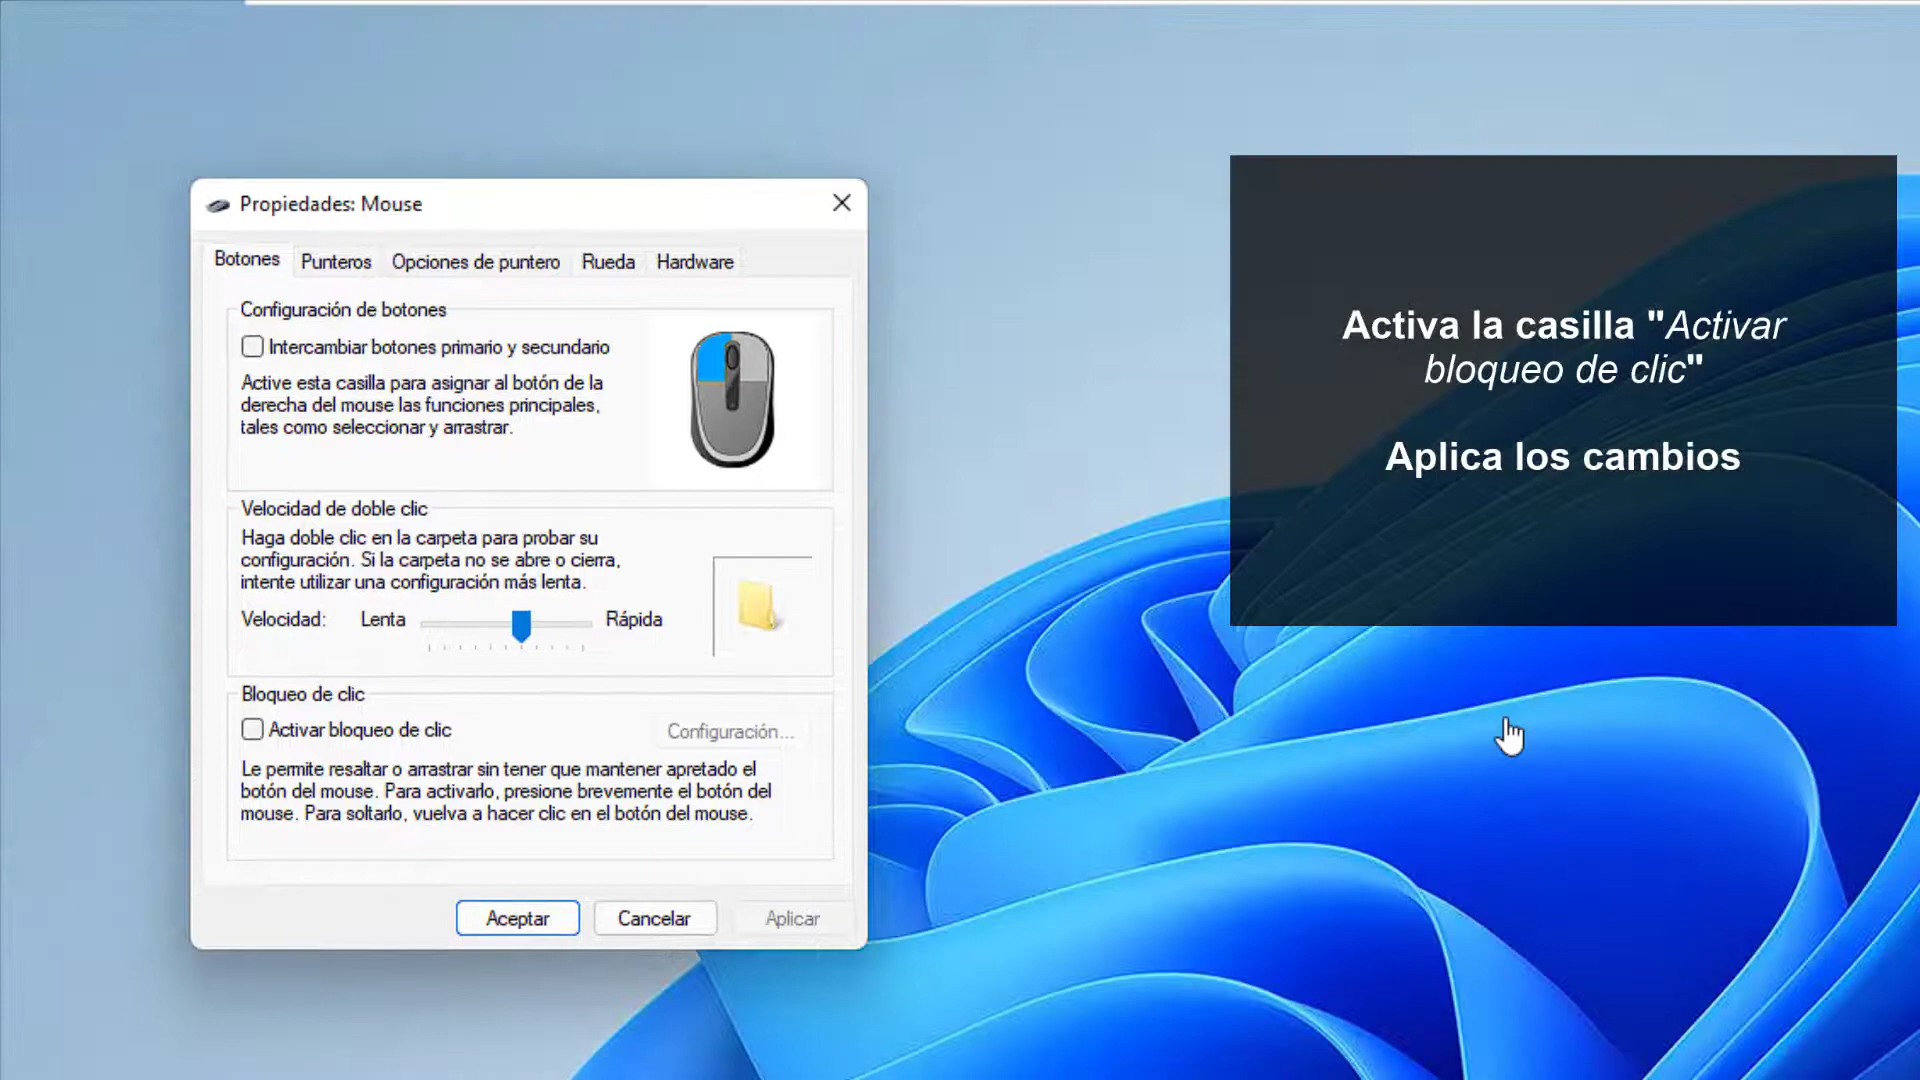 Propiedades: Mouse
Botones Punteros Opciones de puntero Rueda Hardware
Configuración de botones
Intercambiar botones primario y secundario
Active esta casilla para asignar al botón de la
derecha del mouse las funciones principales,
tales como seleccionar y arrastrar.
Velocidad de doble clic
Haga doble clic en la carpeta para probar su
configuración. Si la carpeta no se abre o cierra,
intente utilizar una configuración más lenta.
Velocidad: Lenta Rápida
Bloqueo de clic
Activar bloqueo de clic Configuración...
Le permite resaltar o arrastrar sin tener que mantener apretado el
botón del mouse. Para activarlo, presione brevemente el botón del
mouse. Para soltarlo, vuelva a hacer clic en el botón del mouse.
Aceptar Cancelar Aplicar
Activa la casilla "Activar
bloqueo de clic"
Aplica los cambios